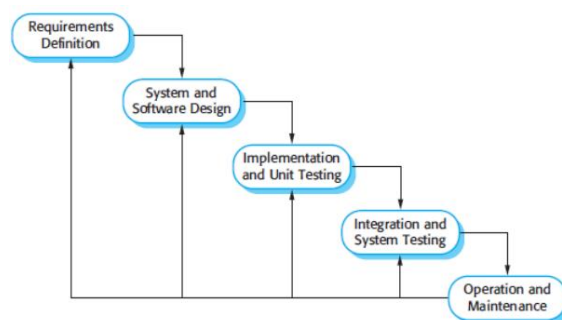 Requirements
Definition
System and
Software Design
Implementation
and Unit Testing
Integration and
System Testing
Operation and
Maintenance